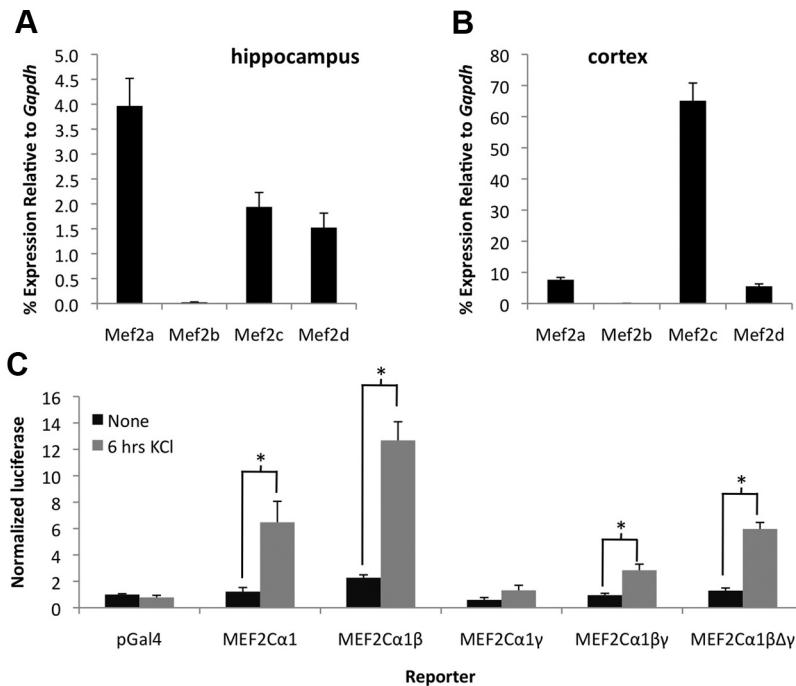 A
hippocampus
% Expression Relative to Gapdh
5.0
4.5
4.0
3.5
3.0
2.5
2.0
1.5
1.0
0.5
0.0
Mef2a Mef2b Mef2c Mef2d
B
cortex
% Expression Relative to Gapdh
80
70
60
50
40
30
20
10
0
Mef2a Mef2b Mef2c Mef2d
C
Normalized luciferase
16
14
12
10
8
6
4
2
0
None
6 hrs KCl
*
*
*
*
pGal4 MEF2Cα1 MEF2Cα1β MEF2Cα1γ MEF2Cα1βγ MEF2Cα1βΔγ
Reporter